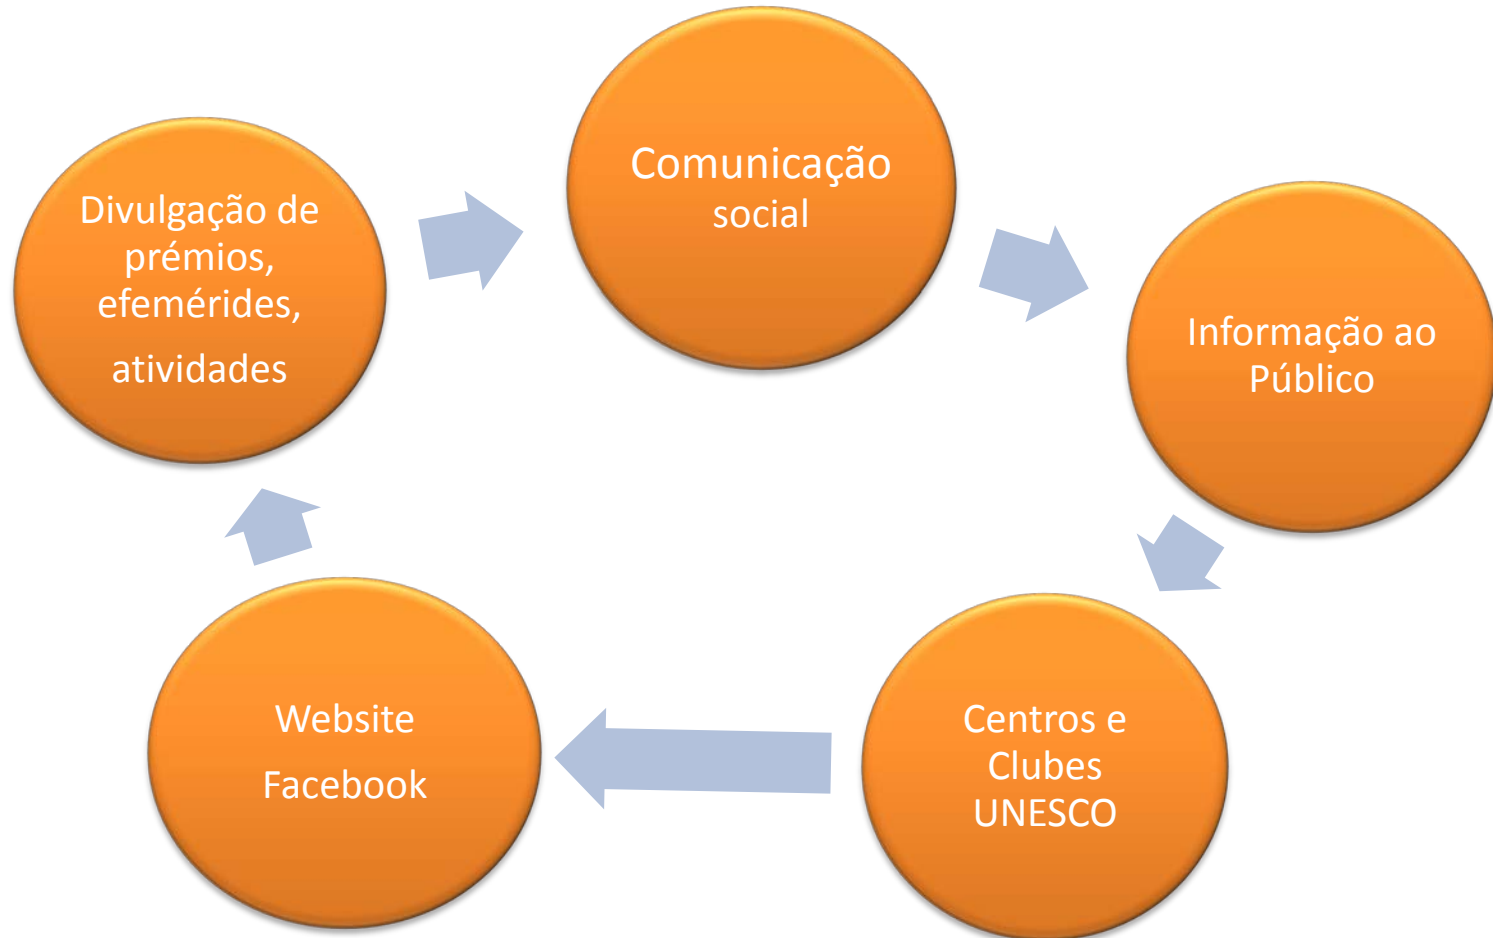 Comunicação
social
Informação ao
Público
Centros e
Clubes
UNESCO
Website
Facebook
Divulgação de
prémios,
efemérides,
atividades